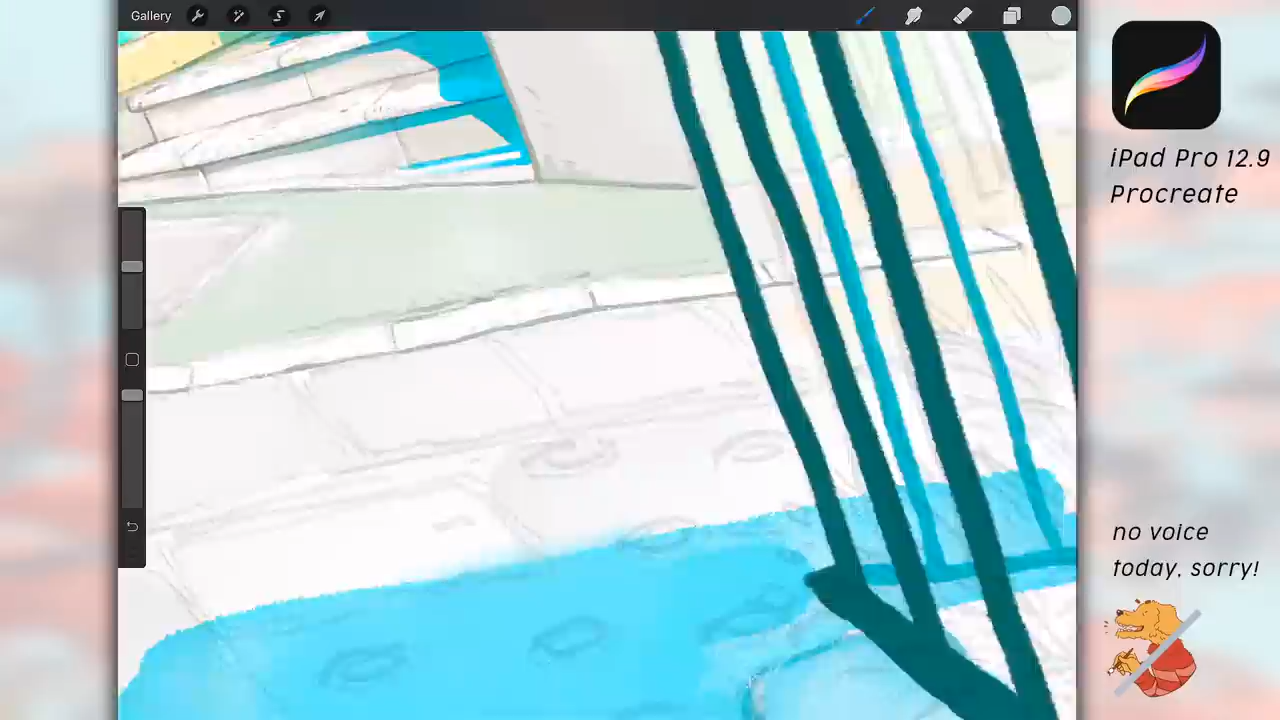 Gallery
iPad Pro 12.9
Procreate
no voice
today, sorry!